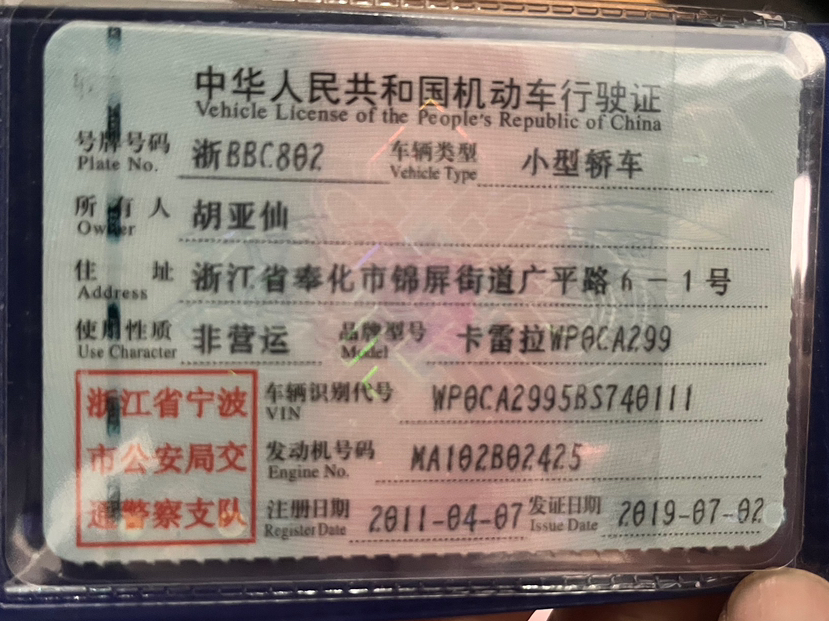 中华人民共和国机动车行驶证
Vehicle License of the People's Republic of China
号牌号码 浙BBC802 车辆类型 小型轿车
Plate No. Vehicle Type
所有人 胡亚仙
Owner
住址 浙江省奉化市锦屏街道广平路6-1号
Address
使用性质 非营运 品牌型号 卡雷拉WP0CA299
Use Character Model
浙江省宁波
市公安局交
通警察支队
车辆识别代号 WP0CA2995BS740111
VIN
发动机号码 MA102B02425
Engine No.
注册日期 2011-04-07 发证日期 2019-07-02
Register Date Issue Date